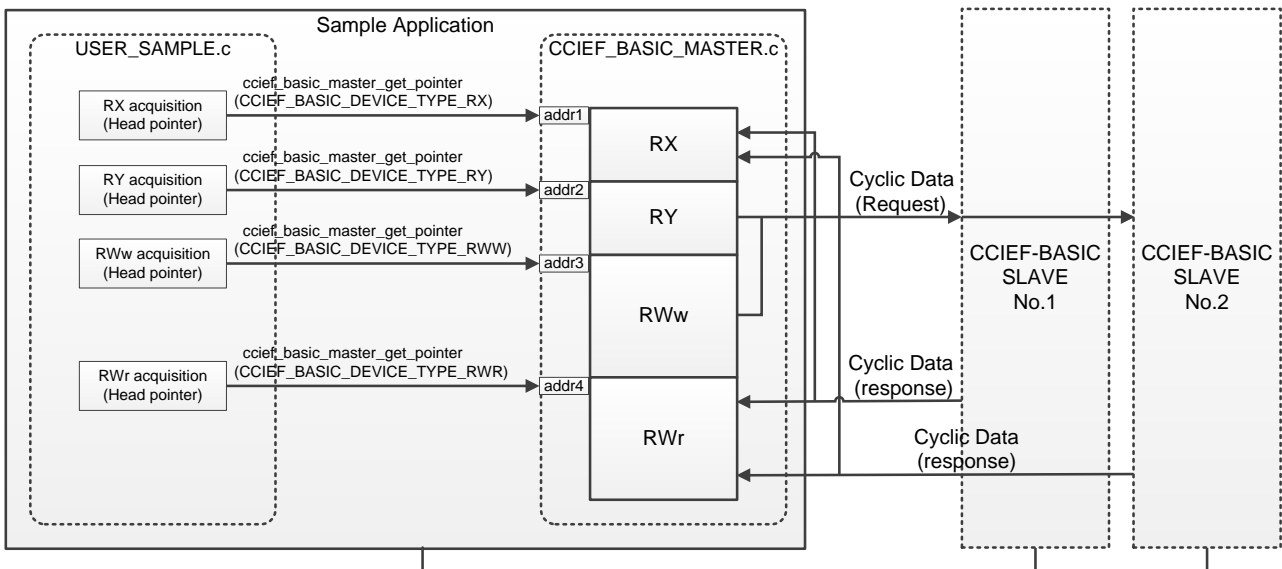 Sample Application
USER_SAMPLE.c
CCIEF_BASIC_MASTER.c
RX acquisition
(Head pointer)
ccief_basic_master_get_pointer
(CCIEF_BASIC_DEVICE_TYPE_RX)
addr1
RX
RY acquisition
(Head pointer)
ccief_basic_master_get_pointer
(CCIEF_BASIC_DEVICE_TYPE_RY)
addr2
RY
RWw acquisition
(Head pointer)
ccief_basic_master_get_pointer
(CCIEF_BASIC_DEVICE_TYPE_RWW)
addr3
RWw
RWr acquisition
(Head pointer)
ccief_basic_master_get_pointer
(CCIEF_BASIC_DEVICE_TYPE_RWR)
addr4
RWr
Cyclic Data
(Request)
Cyclic Data
(response)
Cyclic Data
(response)
CCIEF-BASIC
SLAVE
No.1
CCIEF-BASIC
SLAVE
No.2